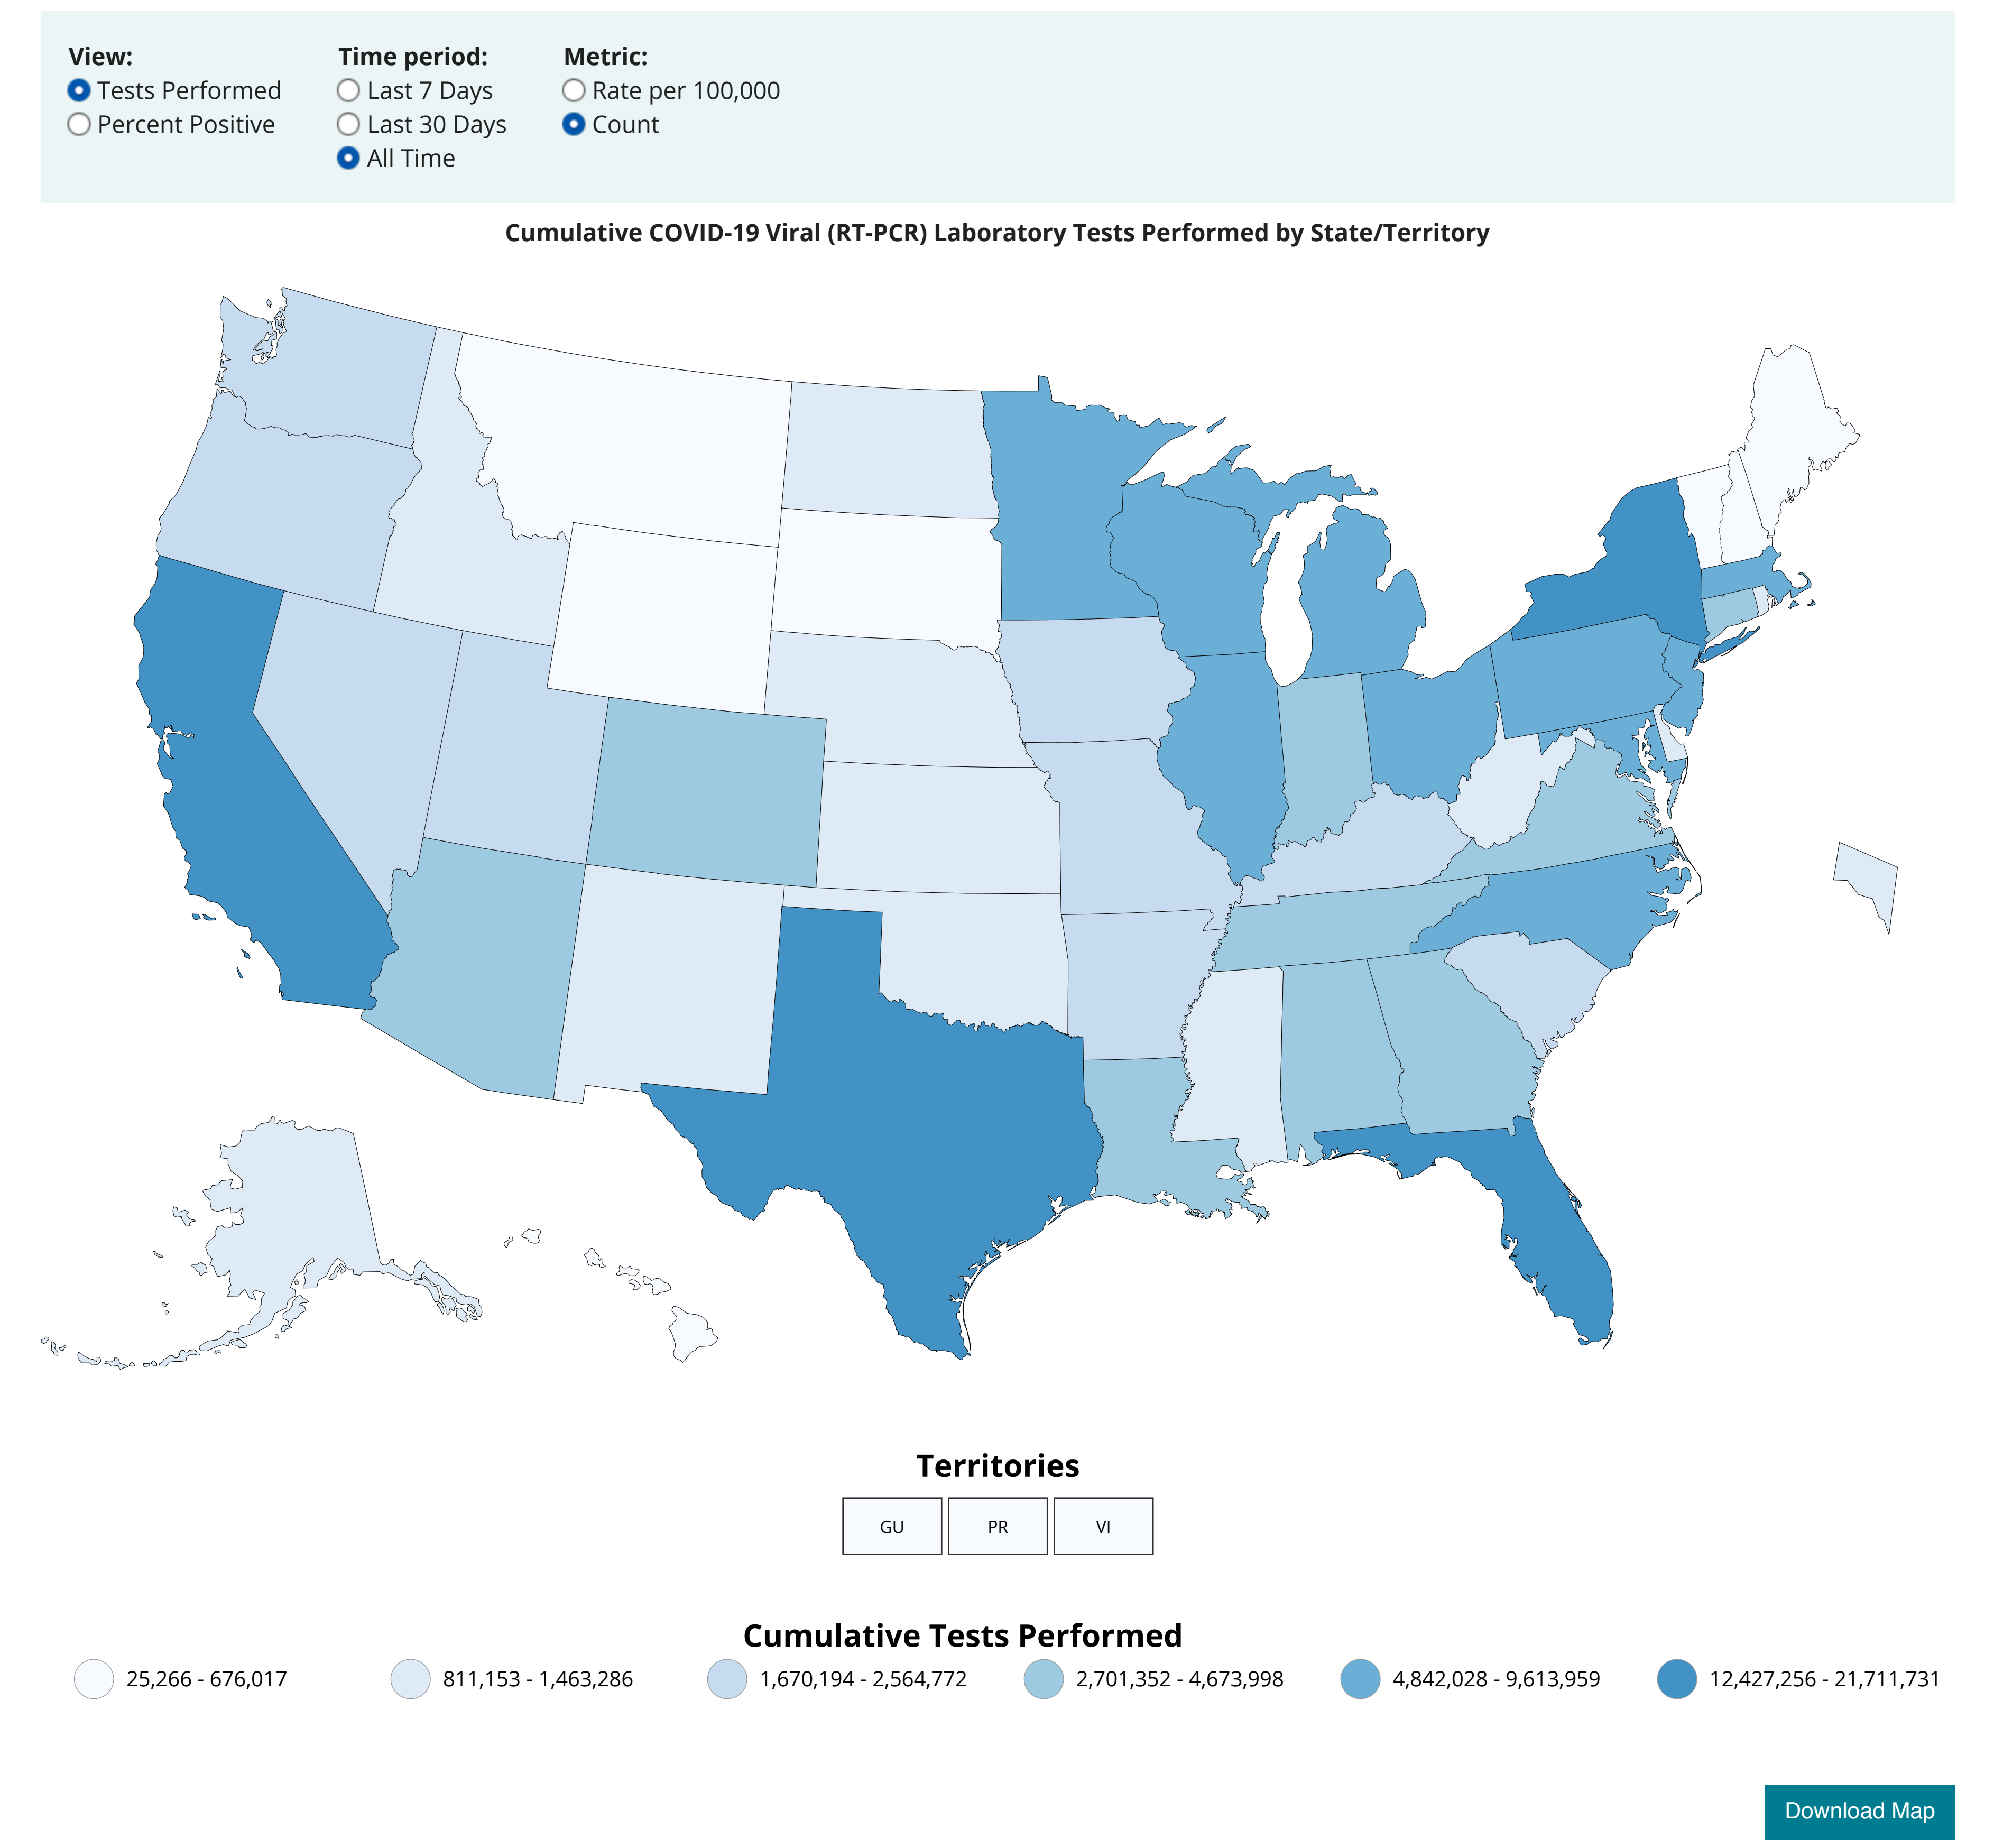 View:
Tests Performed
Percent Positive
Time period:
Last 7 Days
Last 30 Days
All Time
Metric:
Rate per 100,000
Count
Cumulative COVID-19 Viral (RT-PCR) Laboratory Tests Performed by State/Territory
Territories
GU PR VI
Cumulative Tests Performed
25,266 - 676,017 811,153 - 1,463,286 1,670,194 - 2,564,772 2,701,352 - 4,673,998 4,842,028 - 9,613,959 12,427,256 - 21,711,731
Download Map